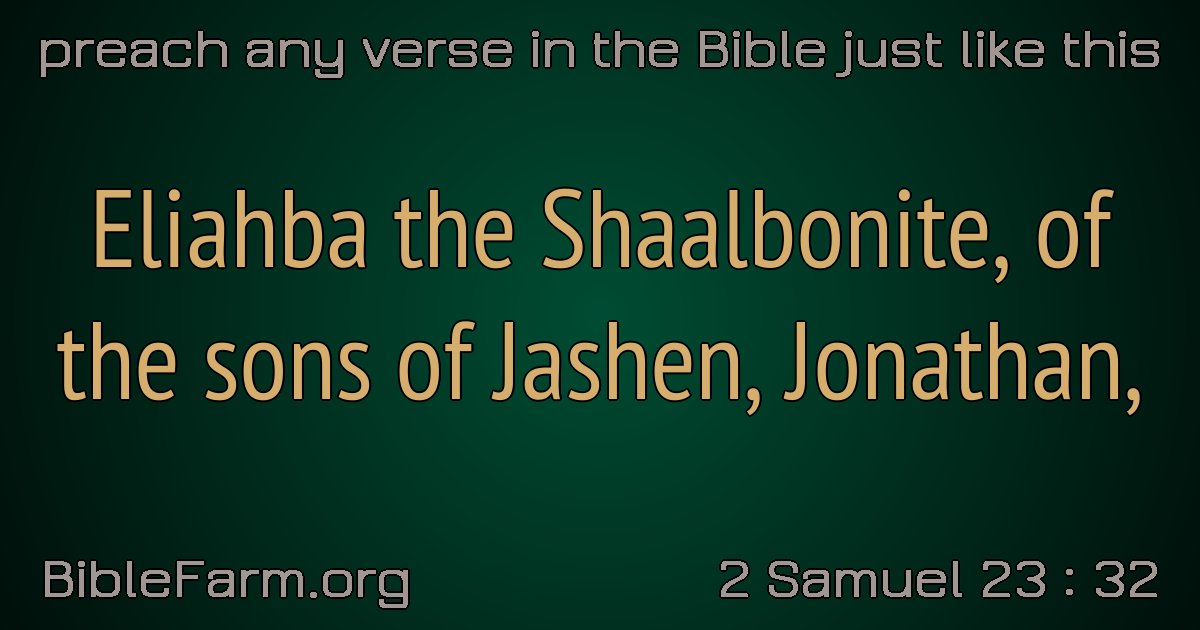 preach any verse in the Bible just like this
Eliahba the Shaalbonite, of
the sons of Jashen, Jonathan,
BibleFarm.org
2 Samuel 23 : 32